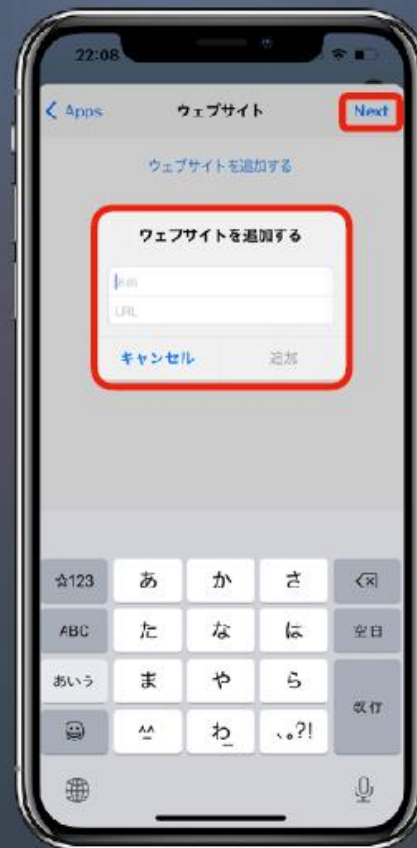 22:08
Apps
ウェブサイト
Next
ウェブサイトを追加する
ウェブサイトを追加する
名前
URL
キャンセル
追加
☆123
あ
か
さ
ABC
た
な
は
空白
あいう
ま
や
ら
改行
^^
わ
、。?!